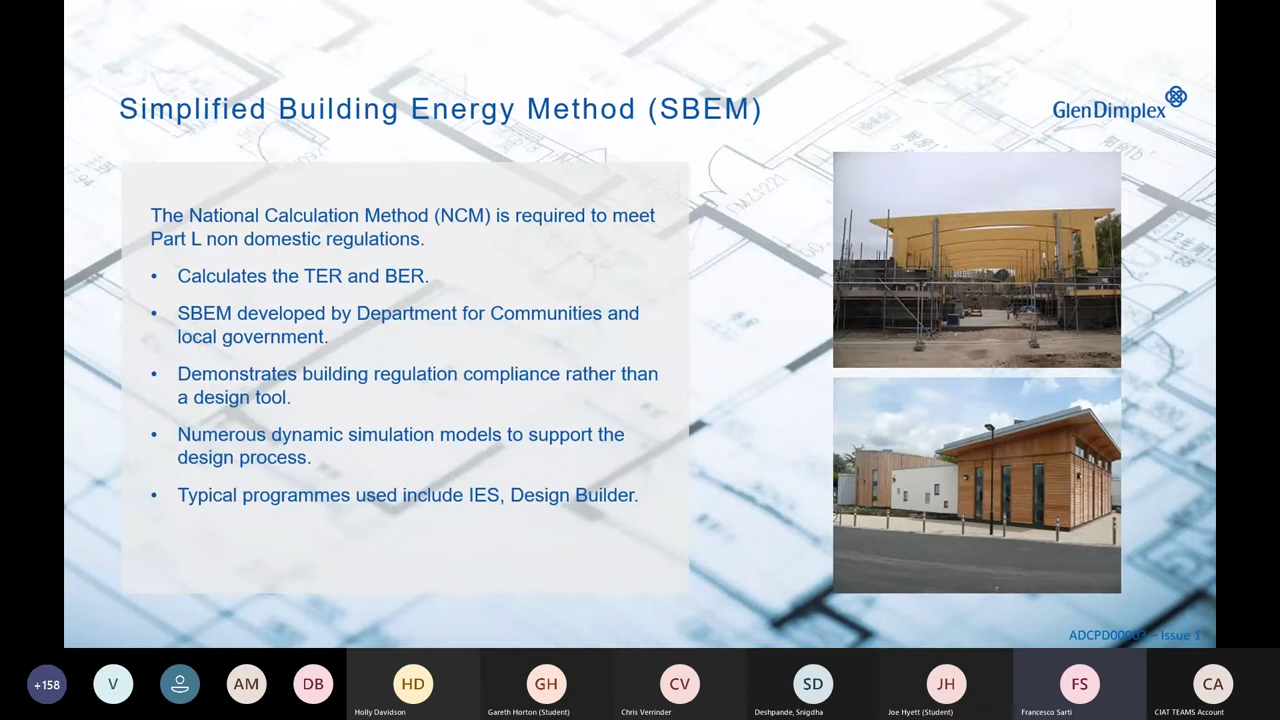 Simplified Building Energy Method (SBEM)
GlenDimplex
The National Calculation Method (NCM) is required to meet
Part L non domestic regulations.
• Calculates the TER and BER.
• SBEM developed by Department for Communities and
local government.
• Demonstrates building regulation compliance rather than
a design tool.
• Numerous dynamic simulation models to support the
design process.
• Typical programmes used include IES, Design Builder.
– Issue 1
+158
V
AM
DB
HD
GH
CV
SD
JH
FS
CA
Holly Davidson
Gareth Horton (Student)
Chris Verrinder
Deshpande, Snigdha
Joe Hyett (Student)
Francesco Sarti
CIAT TEAMS Account